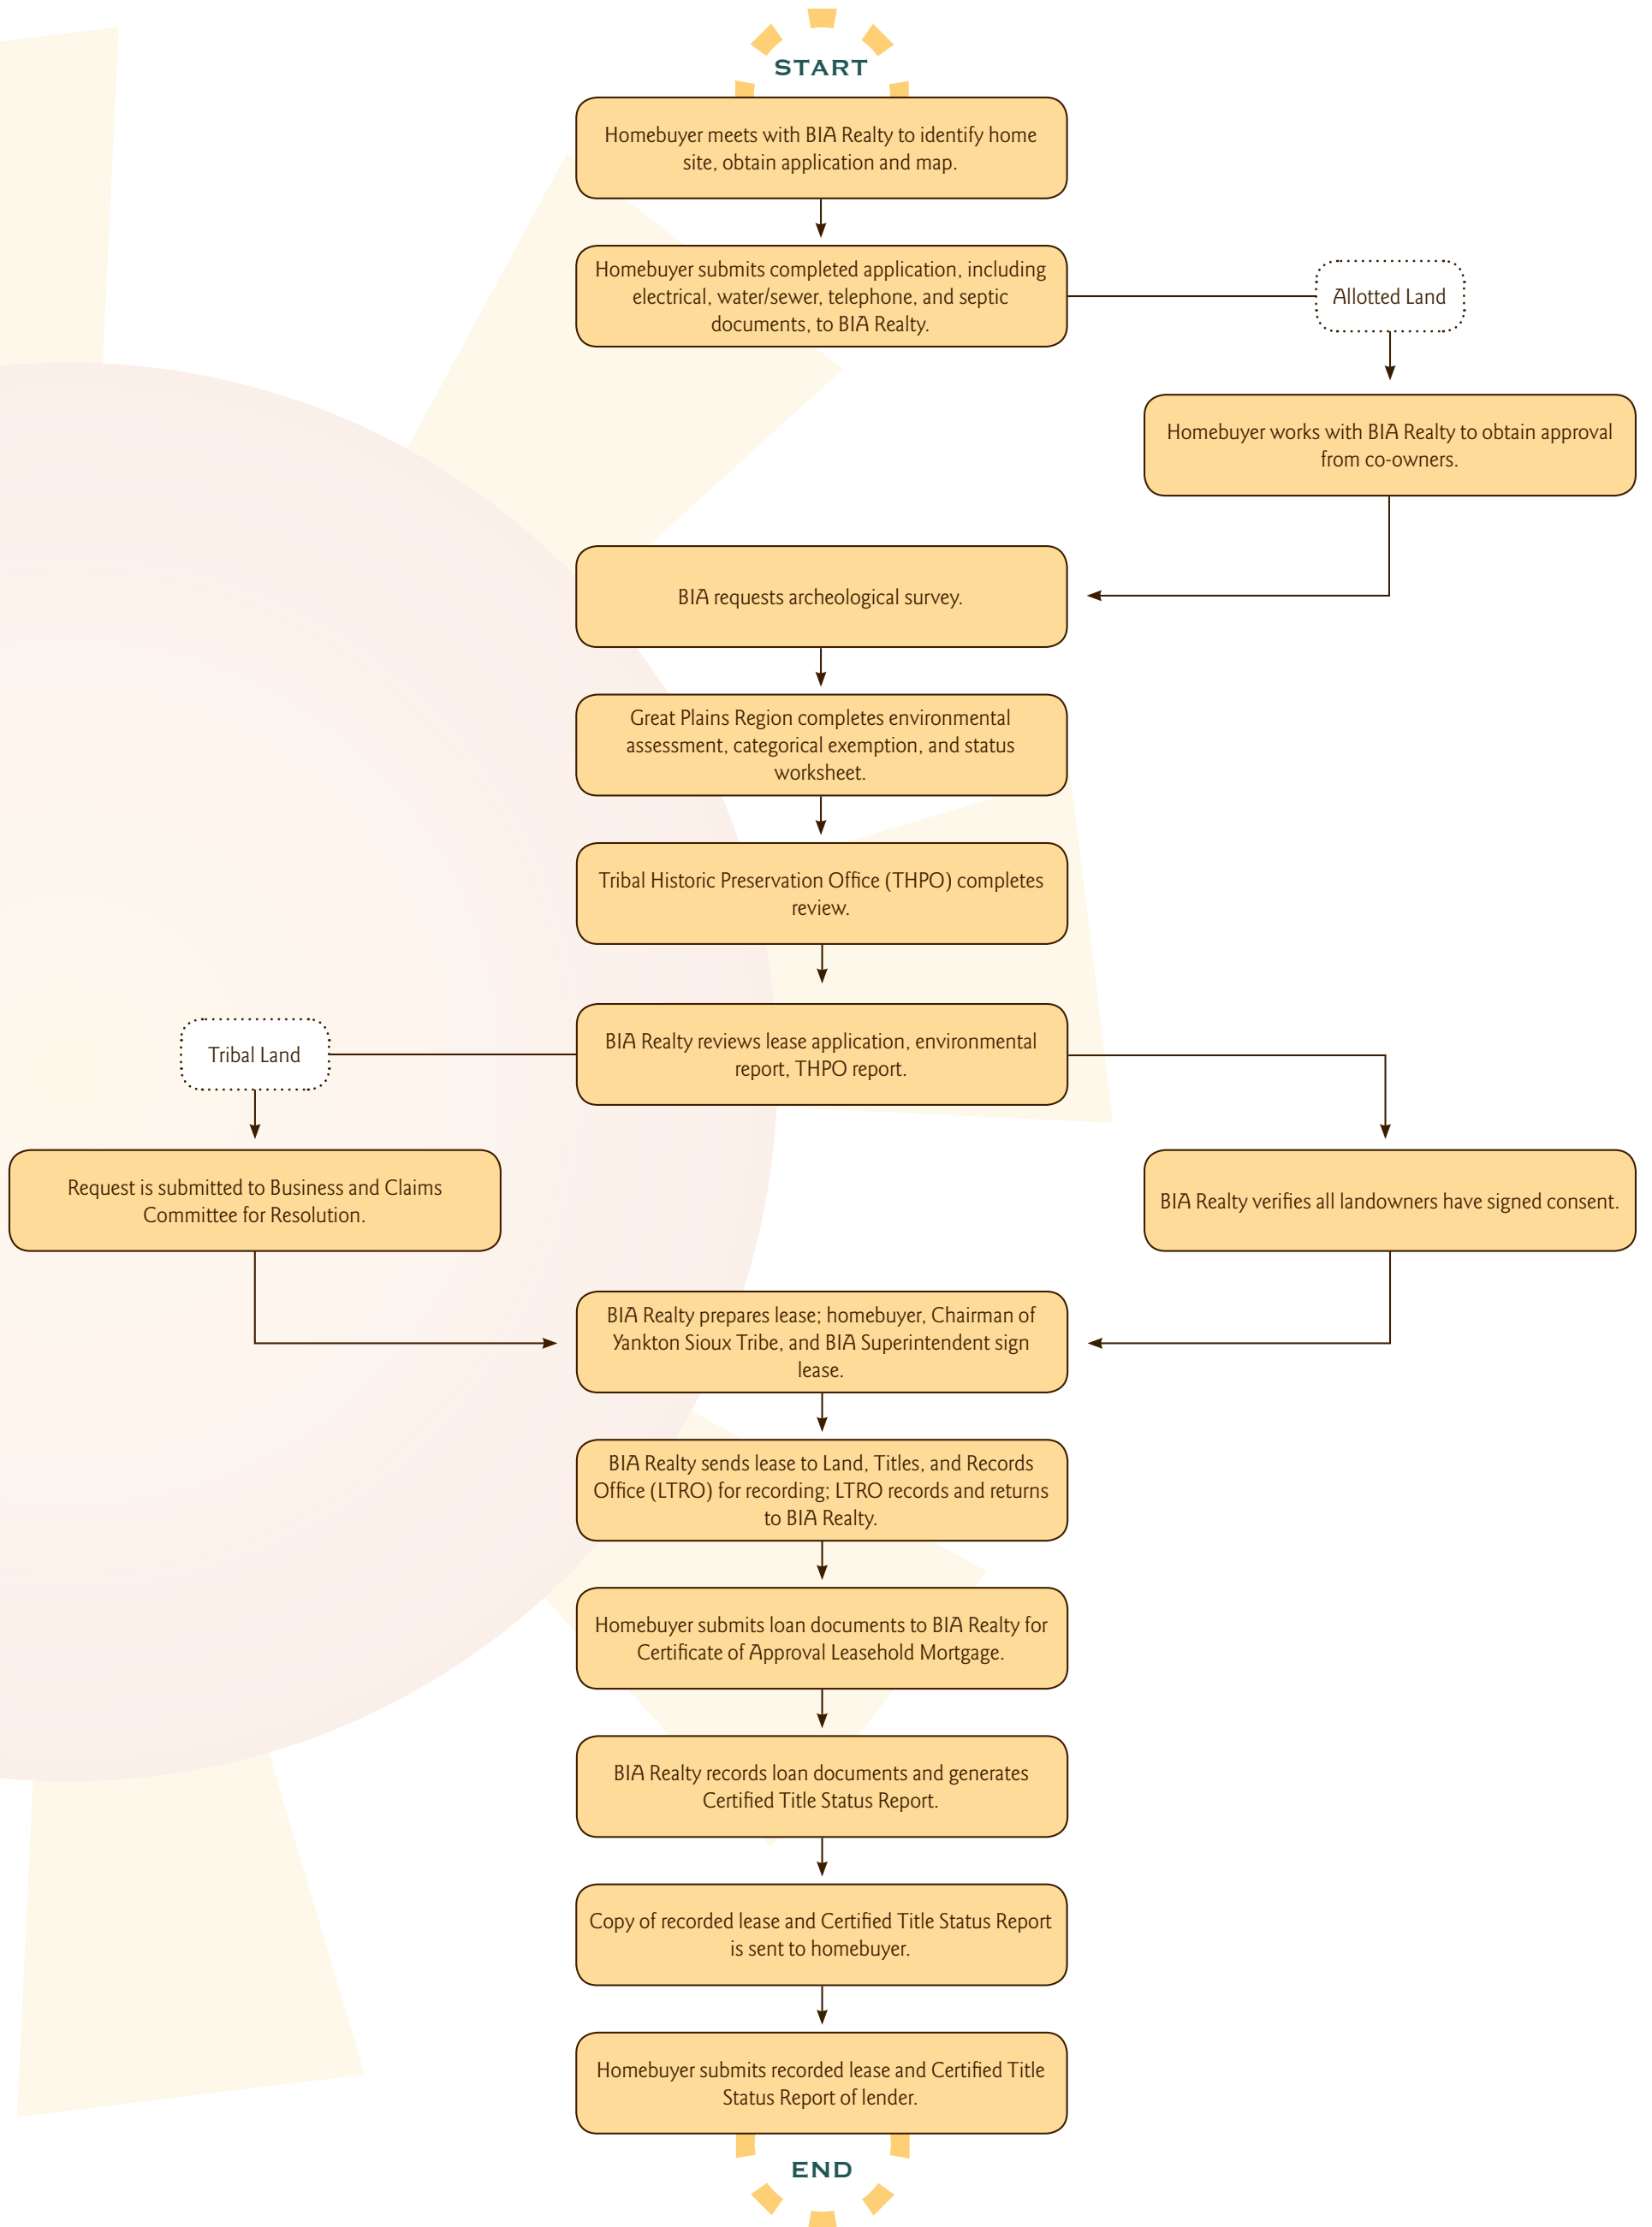 START
Homebuyer meets with BIA Realty to identify home
site, obtain application and map.
Homebuyer submits completed application, including
electrical, water/sewer, telephone, and septic
documents, to BIA Realty.
Allotted Land
Homebuyer works with BIA Realty to obtain approval
from co-owners.
BIA requests archeological survey.
Great Plains Region completes environmental
assessment, categorical exemption, and status
worksheet.
Tribal Historic Preservation Office (THPO) completes
review.
BIA Realty reviews lease application, environmental
report, THPO report.
Tribal Land
Request is submitted to Business and Claims
Committee for Resolution.
BIA Realty verifies all landowners have signed consent.
BIA Realty prepares lease; homebuyer, Chairman of
Yankton Sioux Tribe, and BIA Superintendent sign
lease.
BIA Realty sends lease to Land, Titles, and Records
Office (LTRO) for recording; LTRO records and returns
to BIA Realty.
Homebuyer submits loan documents to BIA Realty for
Certificate of Approval Leasehold Mortgage.
BIA Realty records loan documents and generates
Certified Title Status Report.
Copy of recorded lease and Certified Title Status Report
is sent to homebuyer.
Homebuyer submits recorded lease and Certified Title
Status Report of lender.
END